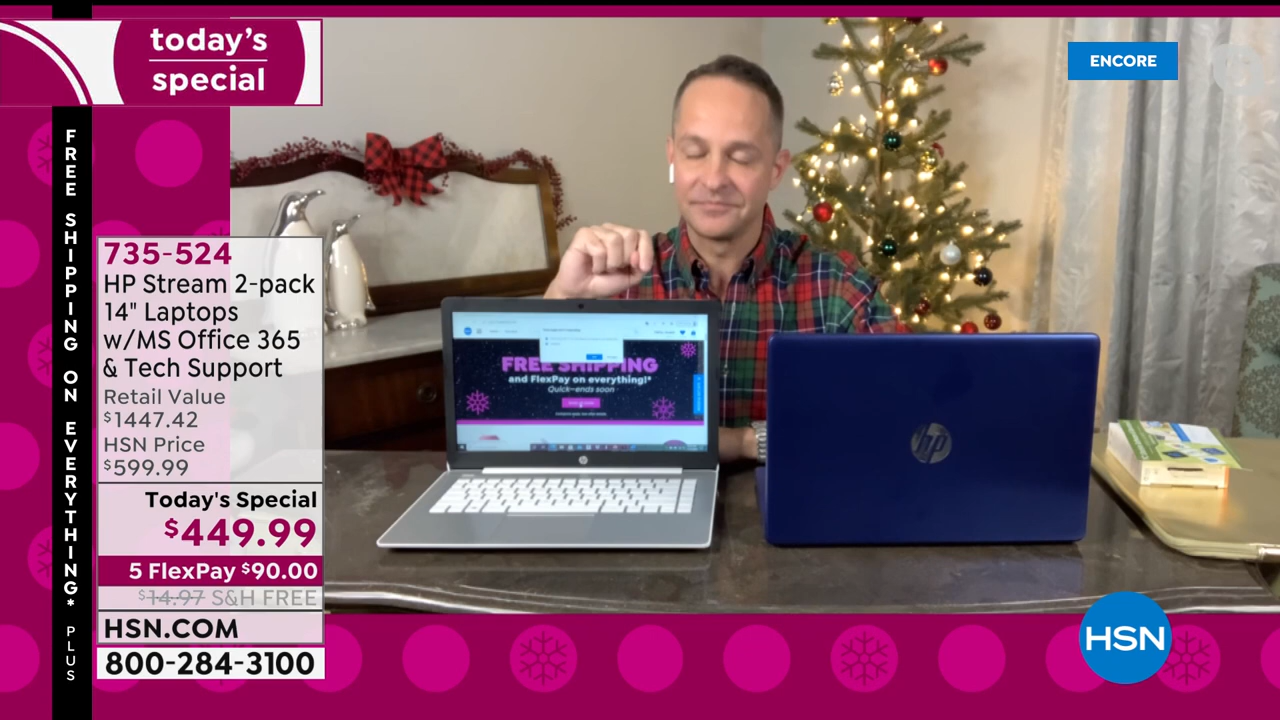 today's
special
ENCORE
FREE SHIPPING ON EVERYTHING* PLUS
735-524
HP Stream 2-pack
14" Laptops
w/MS Office 365
& Tech Support
Retail Value
$1447.42
HSN Price
$599.99
Today's Special
$449.99
5 FlexPay $90.00
$14.97 S&H FREE
HSN.COM
800-284-3100
FREE SHIPPING
and FlexPay on everything!*
Quick-ends soon
hp
HSN